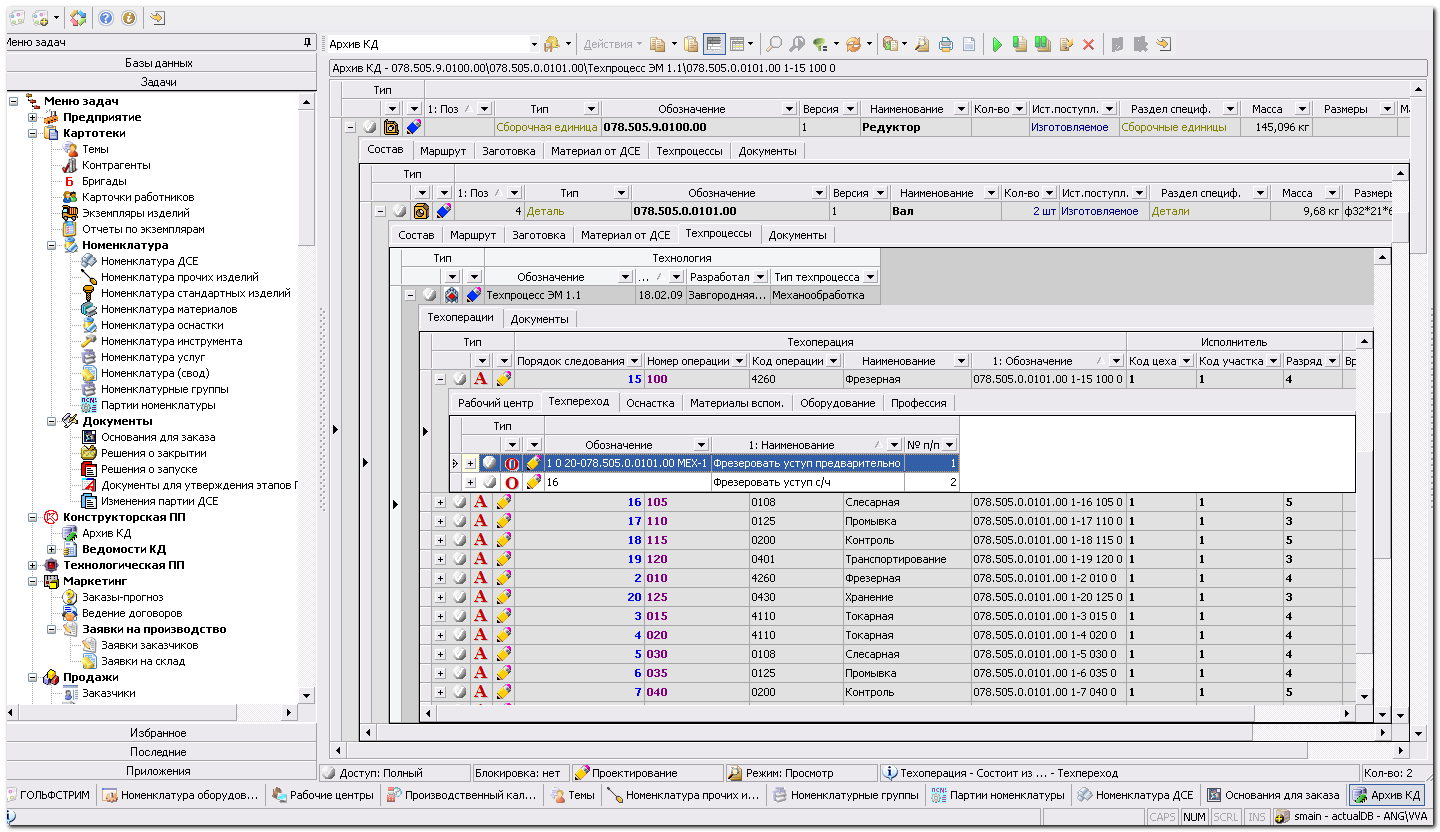 Меню задач
Базы данных
Задачи
Меню задач
Предприятие
Картотеки
Темы
Контрагенты
Бригады
Карточки работников
Экземпляры изделий
Отчеты по экземплярам
Номенклатура
Номенклатура ДСЕ
Номенклатура прочих изделий
Номенклатура стандартных изделий
Номенклатура материалов
Номенклатура оснастки
Номенклатура инструмента
Номенклатура услуг
Номенклатура (свод)
Номенклатурные группы
Партии номенклатуры
Документы
Основания для заказа
Решения о закрытии
Решения о запуске
Документы для утверждения этапов
Изменения партии ДСЕ
Конструкторская ПП
Архив КД
Ведомости КД
Технологическая ПП
Маркетинг
Заказы-прогноз
Ведение договоров
Заявки на производство
Заявки заказчиков
Заявки на склад
Продажи
Заказчики
Избранное
Последние
Приложения
Архив КД Действия
Архив КД - 078.505.9.0100.00\078.505.0.0101.00\Техпроцесс ЭМ 1.1\078.505.0.0101.00 1-15 100 0
Тип
1: Поз Тип Обозначение Версия Наименование Кол-во Ист.поступл. Раздел специф. Масса Размеры
Сборочная единица 078.505.9.0100.00 1 Редуктор Изготовляемое Сборочные единицы 145,096 кг
Состав Маршрут Заготовка Материал от ДСЕ Техпроцессы Документы
Тип
1: Поз Тип Обозначение Версия Наименование Кол-во Ист.поступл. Раздел специф. Масса Размеры
4 Деталь 078.505.0.0101.00 1 Вал 2 шт Изготовляемое Детали 9,68 кг ф32*21*6
Состав Маршрут Заготовка Материал от ДСЕ Техпроцессы Документы
Тип Технология
Обозначение ... Разработал Тип техпроцесса
Техпроцесс ЭМ 1.1 18.02.09 Завгородняя... Механообработка
Техоперации Документы
Тип Техоперация Исполнитель
Порядок следования Номер операции Код операции Наименование 1: Обозначение Код цеха Код участка Разряд Вр
15 100 4260 Фрезерная 078.505.0.0101.00 1-15 100 0 1 1 4
Рабочий центр Техпереход Оснастка Материалы вспом. Оборудование Профессия
Тип
Обозначение 1: Наименование № п/п
1 0 20-078.505.0.0101.00 МЕХ-1 Фрезеровать уступ предварительно 1
16 Фрезеровать уступ с/ч 2
16 105 0108 Слесарная 078.505.0.0101.00 1-16 105 0 1 1 5
17 110 0125 Промывка 078.505.0.0101.00 1-17 110 0 1 1 3
18 115 0200 Контроль 078.505.0.0101.00 1-18 115 0 1 1 5
19 120 0401 Транспортирование 078.505.0.0101.00 1-19 120 0 1 1 3
2 010 4260 Фрезерная 078.505.0.0101.00 1-2 010 0 1 1 4
20 125 0430 Хранение 078.505.0.0101.00 1-20 125 0 1 1 3
3 015 4110 Токарная 078.505.0.0101.00 1-3 015 0 1 1 4
4 020 4110 Токарная 078.505.0.0101.00 1-4 020 0 1 1 4
5 030 0108 Слесарная 078.505.0.0101.00 1-5 030 0 1 1 4
6 035 0125 Промывка 078.505.0.0101.00 1-6 035 0 1 1 4
7 040 0200 Контроль 078.505.0.0101.00 1-7 040 0 1 1 5
Доступ: Полный Блокировка: нет Проектирование Режим: Просмотр Техоперация - Состоит из ... - Техпереход Кол-во: 2
ГОЛЬФСТРИМ Номенклатура оборудов... Рабочие центры Производственный кал... Темы Номенклатура прочих и... Номенклатурные группы Партии номенклатуры Номенклатура ДСЕ Основания для заказа Архив КД
CAPS NUM SCRL INS smain - actualDB - ANG\VVA